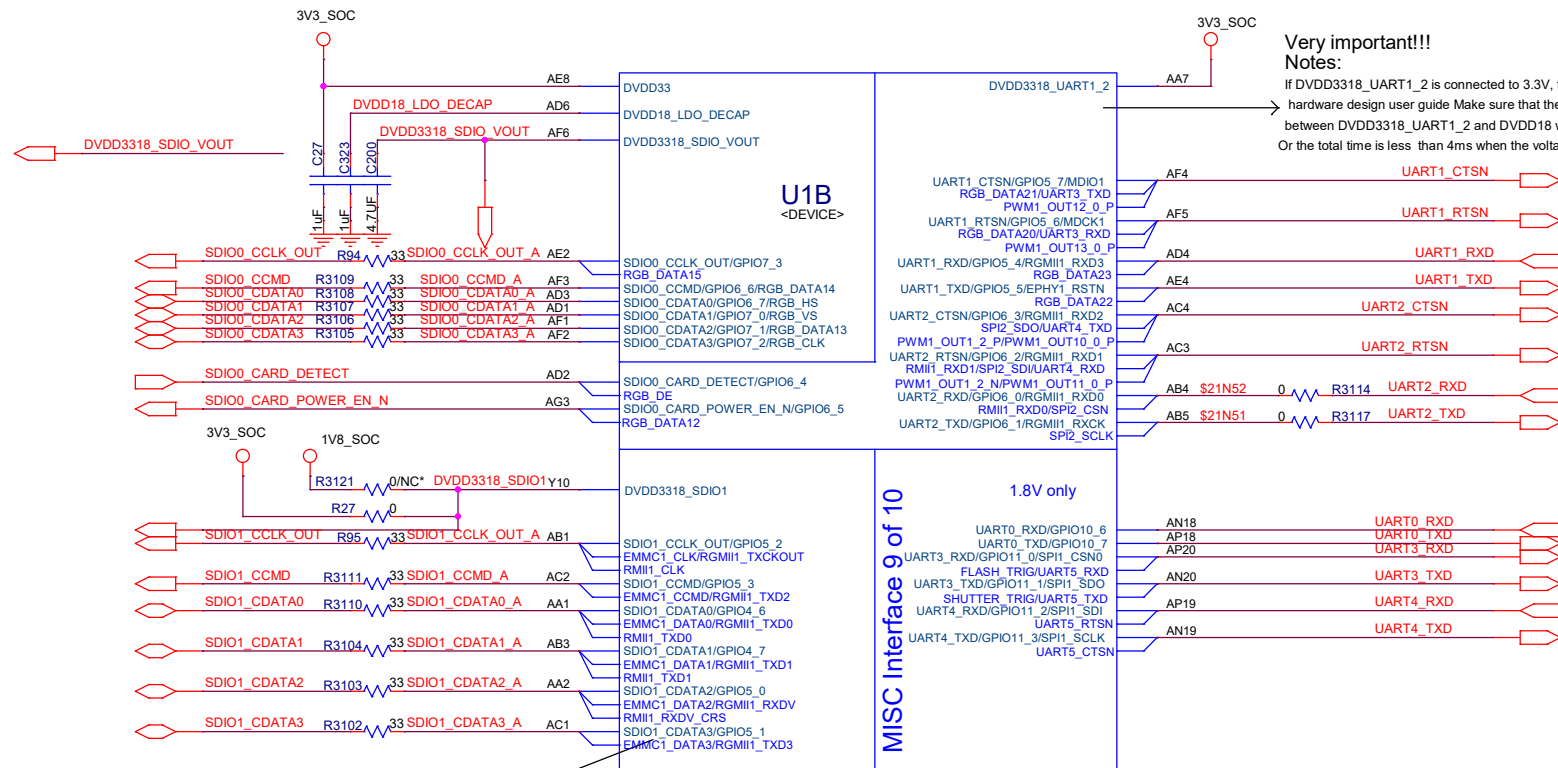 3V3_SOC
3V3_SOC
Very important!!!
Notes:
If DVDD3318_UART1_2 is connected to 3.3V,
hardware design user guide Make sure that the
between DVDD3318_UART1_2 and DVDD18
Or the total time is less than 4ms when the
AE8 DVDD33
DVDD18_LDO_DECAP AD6 DVDD18_LDO_DECAP
DVDD3318_SDIO_VOUT AF6 DVDD3318_SDIO_VOUT
DVDD3318_SDIO_VOUT
C27 C323 C200
1uF 1uF 4.7UF
U1B
<DEVICE>
DVDD3318_UART1_2 AA7
SDIO0_CCLK_OUT R94 33 SDIO0_CCLK_OUT_A AE2 SDIO0_CCLK_OUT/GPIO7_3
RGB_DATA15
SDIO0_CCMD R3109 33 SDIO0_CCMD_A AF3 SDIO0_CCMD/GPIO6_6/RGB_DATA14
SDIO0_CDATA0 R3108 33 SDIO0_CDATA0_A AD3 SDIO0_CDATA0/GPIO6_7/RGB_HS
SDIO0_CDATA1 R3107 33 SDIO0_CDATA1_A AD1 SDIO0_CDATA1/GPIO7_0/RGB_VS
SDIO0_CDATA2 R3106 33 SDIO0_CDATA2_A AF1 SDIO0_CDATA2/GPIO7_1/RGB_DATA13
SDIO0_CDATA3 R3105 33 SDIO0_CDATA3_A AF2 SDIO0_CDATA3/GPIO7_2/RGB_CLK
SDIO0_CARD_DETECT AD2 SDIO0_CARD_DETECT/GPIO6_4
RGB_DE
SDIO0_CARD_POWER_EN_N AG3 SDIO0_CARD_POWER_EN_N/GPIO6_5
RGB_DATA12
UART1_CTSN/GPIO5_7/MDIO1 AF4 UART1_CTSN
RGB_DATA21/UART3_TXD
PWM1_OUT12_0_P
UART1_RTSN/GPIO5_6/MDCK1 AF5 UART1_RTSN
RGB_DATA20/UART3_RXD
PWM1_OUT13_0_P
UART1_RXD/GPIO5_4/RGMII1_RXD3 AD4 UART1_RXD
RGB_DATA23
UART1_TXD/GPIO5_5/EPHY1_RSTN AE4 UART1_TXD
RGB_DATA22
UART2_CTSN/GPIO6_3/RGMII1_RXD2 AC4 UART2_CTSN
SPI2_SDO/UART4_TXD
PWM1_OUT1_2_P/PWM1_OUT10_0_P
UART2_RTSN/GPIO6_2/RGMII1_RXD1 AC3 UART2_RTSN
RMII1_RXD1/SPI2_SDI/UART4_RXD
PWM1_OUT1_2_N/PWM1_OUT11_0_P
UART2_RXD/GPIO6_0/RGMII1_RXD0 AB4 $21N52 0 R3114 UART2_RXD
RMII1_RXD0/SPI2_CSN
UART2_TXD/GPIO6_1/RGMII1_RXCK AB5 $21N51 0 R3117 UART2_TXD
SPI2_SCLK
3V3_SOC 1V8_SOC
R3121 0/NC* DVDD3318_SDIO1 Y10 DVDD3318_SDIO1
R27 0
SDIO1_CCLK_OUT R95 33 SDIO1_CCLK_OUT_A AB1 SDIO1_CCLK_OUT/GPIO5_2
EMMC1_CLK/RGMII1_TXCKOUT
RMII1_CLK
SDIO1_CCMD R3111 33 SDIO1_CCMD_A AC2 SDIO1_CCMD/GPIO5_3
EMMC1_CCMD/RGMII1_TXD2
SDIO1_CDATA0 R3110 33 SDIO1_CDATA0_A AA1 SDIO1_CDATA0/GPIO4_6
EMMC1_DATA0/RGMII1_TXD0
RMII1_TXD0
SDIO1_CDATA1 R3104 33 SDIO1_CDATA1_A AB3 SDIO1_CDATA1/GPIO4_7
EMMC1_DATA1/RGMII1_TXD1
RMII1_TXD1
SDIO1_CDATA2 R3103 33 SDIO1_CDATA2_A AA2 SDIO1_CDATA2/GPIO5_0
EMMC1_DATA2/RGMII1_RXDV
RMII1_RXDV_CRS
SDIO1_CDATA3 R3102 33 SDIO1_CDATA3_A AC1 SDIO1_CDATA3/GPIO5_1
EMMC1_DATA3/RGMII1_TXD3
MISC Interface 9 of 10
1.8V only
UART0_RXD/GPIO10_6 AN18 UART0_RXD
UART0_TXD/GPIO10_7 AP18 UART0_TXD
UART3_RXD/GPIO11_0/SPI1_CSN0 AP20 UART3_RXD
FLASH_TRIG/UART5_RXD
UART3_TXD/GPIO11_1/SPI1_SDO AN20 UART3_TXD
SHUTTER_TRIG/UART5_TXD
UART4_RXD/GPIO11_2/SPI1_SDI AP19 UART4_RXD
UART5_RTSN
UART4_TXD/GPIO11_3/SPI1_SCLK AN19 UART4_TXD
UART5_CTSN